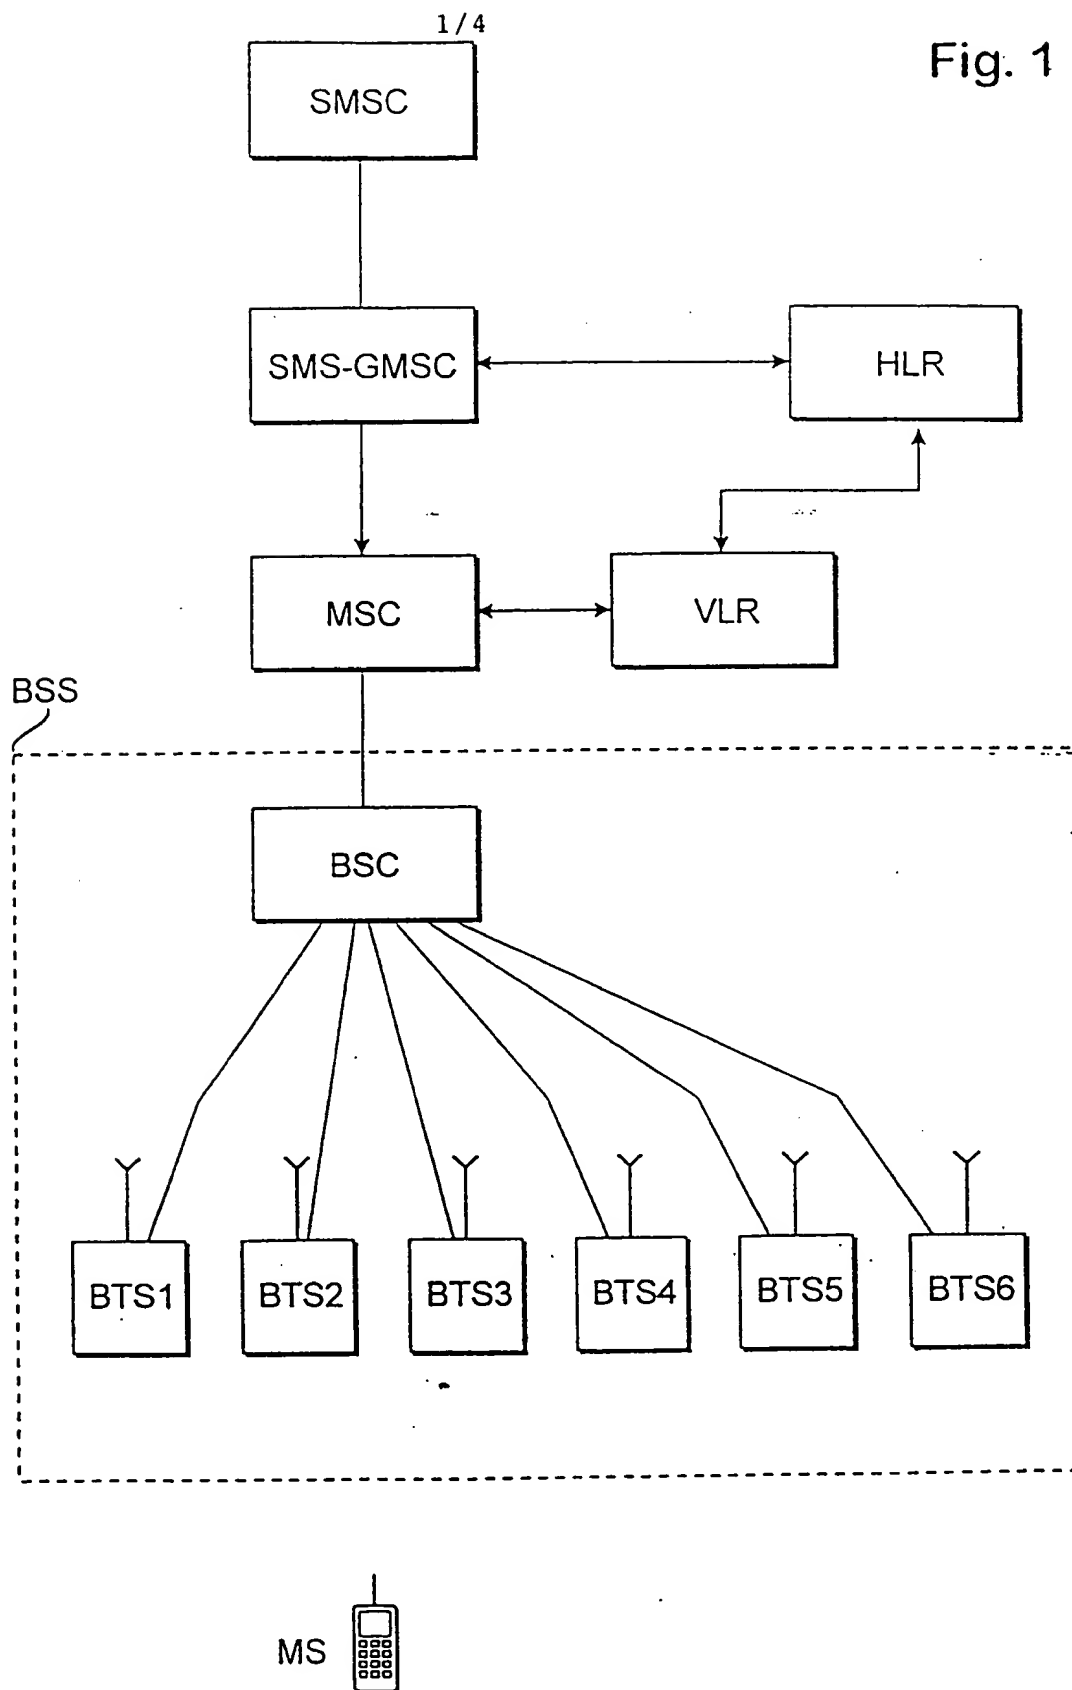 1/4
Fig. 1
SMSC
SMS-GMSC
HLR
MSC
VLR
BSS
BSC
BTS1
BTS2
BTS3
BTS4
BTS5
BTS6
MS